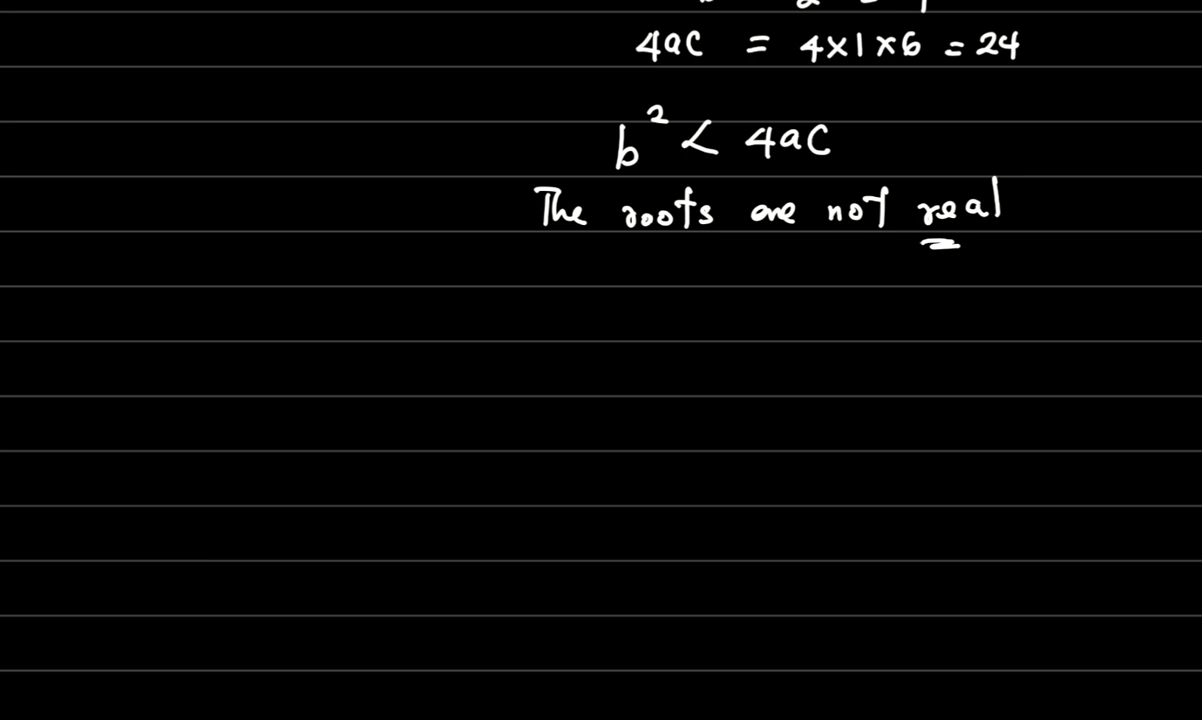 4ac = 4×1×6 = 24
b² < 4ac
The roots are not real